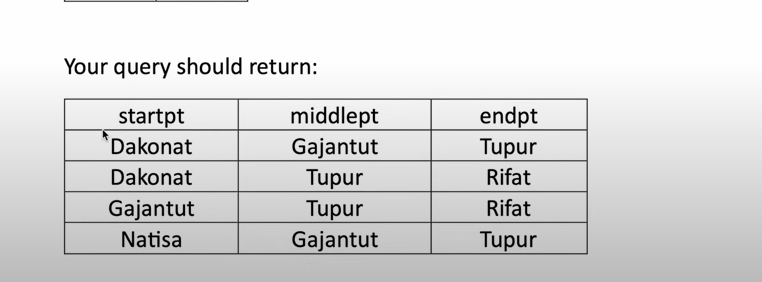 Your query should return:
startpt middlept endpt
Dakonat Gajantut Tupur
Dakonat Tupur Rifat
Gajantut Tupur Rifat
Natisa Gajantut Tupur